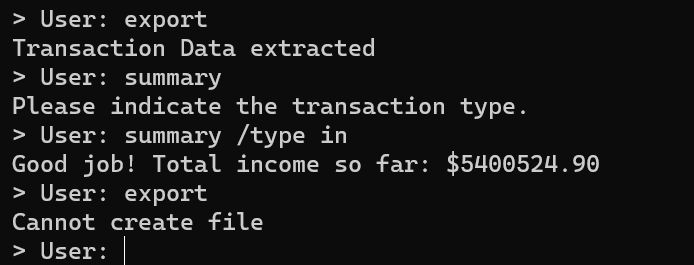 > User: export
Transaction Data extracted
> User: summary
Please indicate the transaction type.
> User: summary /type in
Good job! Total income so far: $5400524.90
> User: export
Cannot create file
> User: